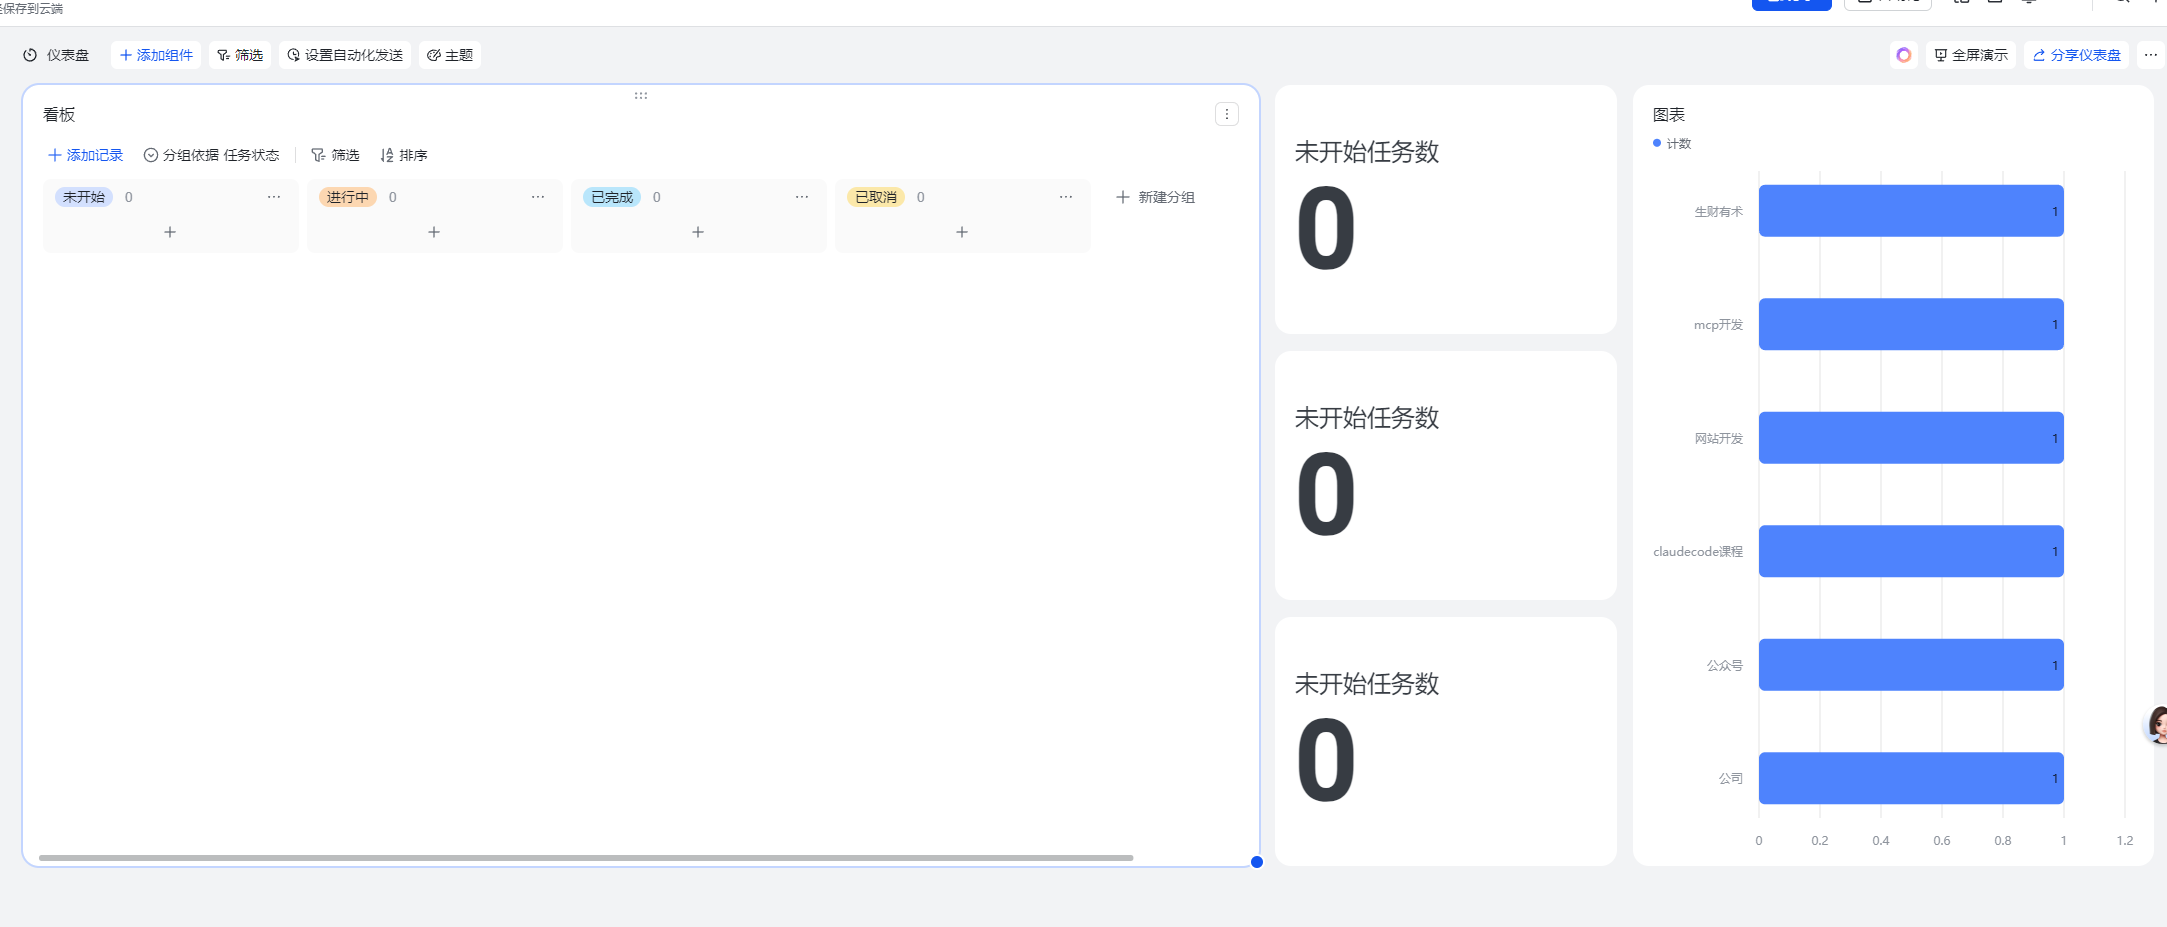 保存到云端
仪表盘 添加组件 筛选 设置自动化发送 主题 全屏演示 分享仪表盘
看板
添加记录 分组依据 任务状态 筛选 排序
未开始 0 进行中 0 已完成 0 已取消 0 新建分组
未开始任务数
0
未开始任务数
0
未开始任务数
0
图表
计数
生财有术 1
mcp开发 1
网站开发 1
claudecode课程 1
公众号 1
公司 1
0 0.2 0.4 0.6 0.8 1 1.2